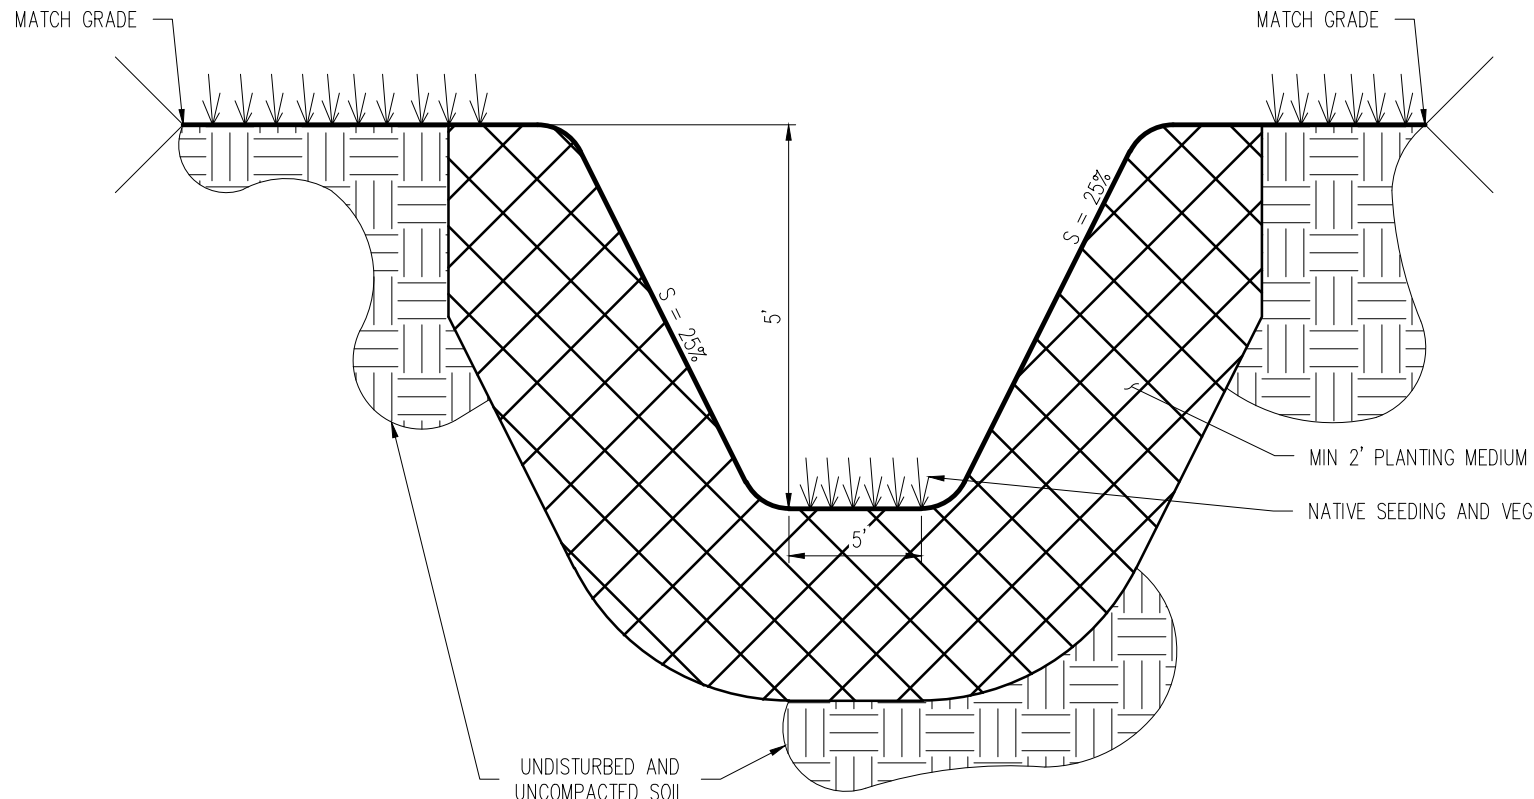 MATCH GRADE
MATCH GRADE
S = 25%
S = 25%
5'
5'
MIN 2' PLANTING MEDIUM
NATIVE SEEDING AND VEG
UNDISTURBED AND
UNCOMPACTED SOIL